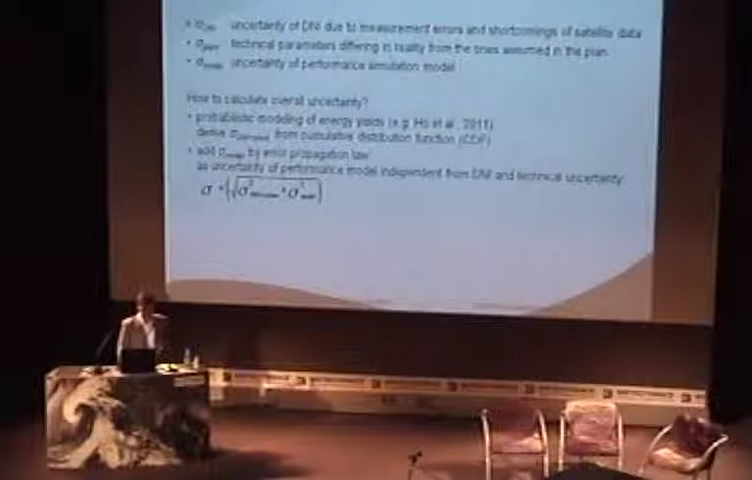 • σ uncertainty of DNI due to measurement errors and shortcomings of satellite data
• σ technical parameters differing in reality from the ones assumed in the plan
• σ uncertainty of performance simulation model
How to calculate overall uncertainty?
• probabilistic modeling of energy yields (e.g. Ho et al., 2011)
derive σ from cumulative distribution function (CDF)
• add σ by error propagation law:
as uncertainty of performance model independent from DNI and technical uncertainty: